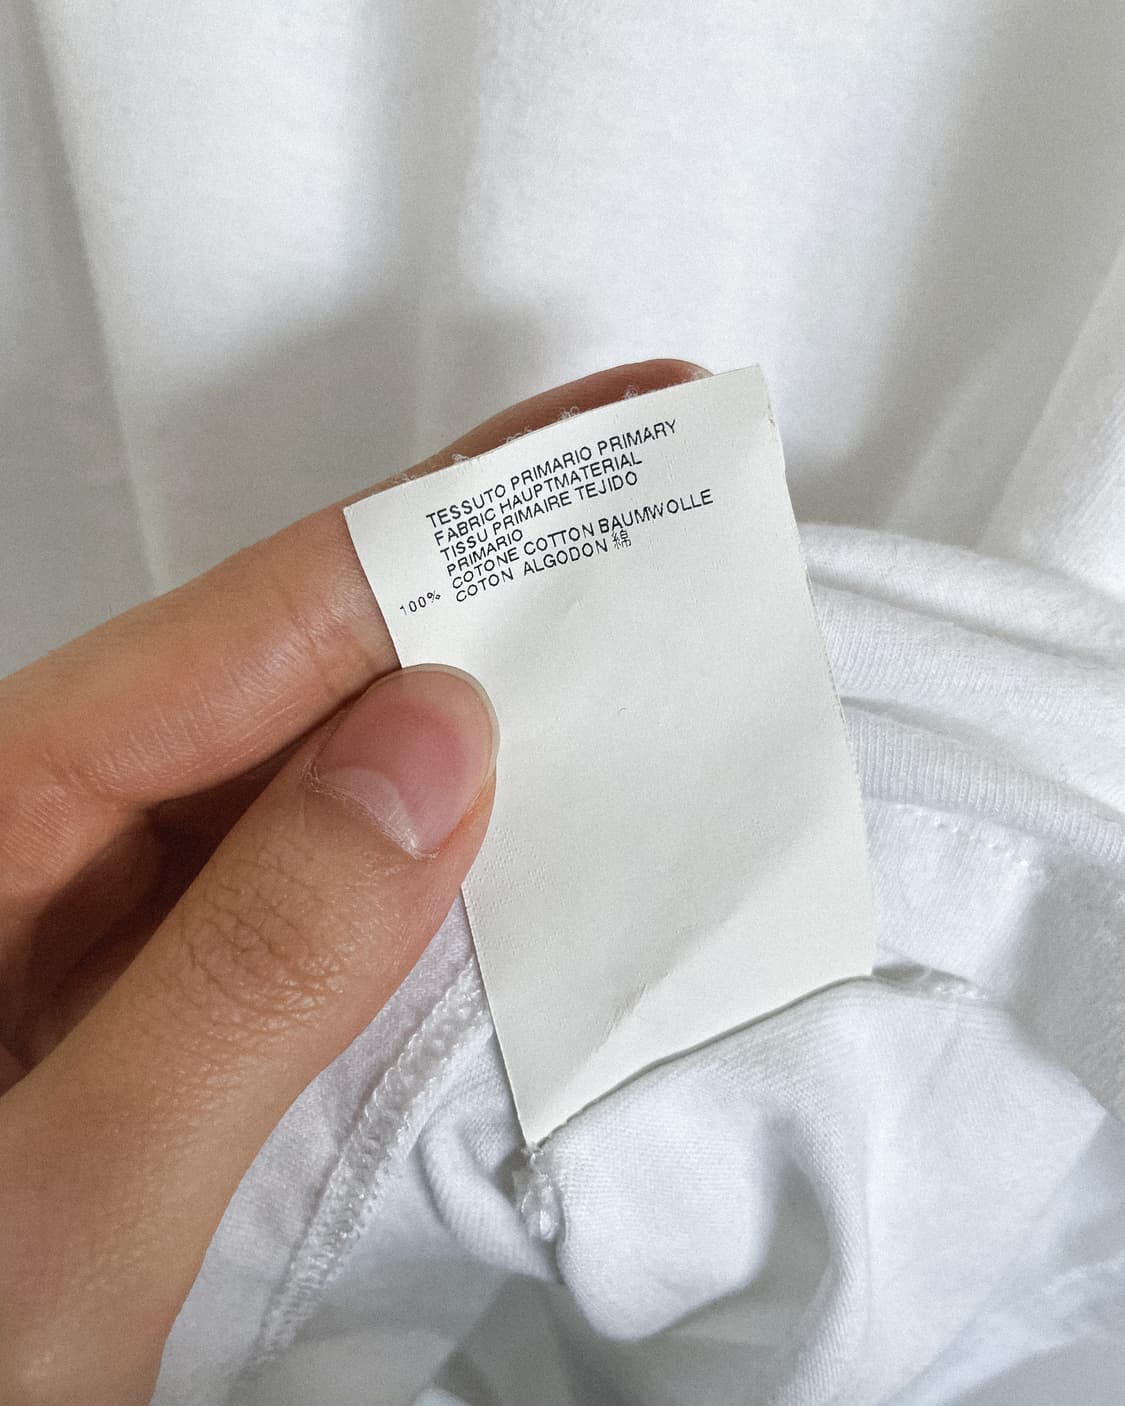 TESSUTO PRIMARIO PRIMARY
FABRIC HAUPTMATERIAL
TISSU PRIMAIRE TEJIDO
PRIMARIO
COTONE COTTON BAUMWOLLE
100% COTON ALGODON 綿